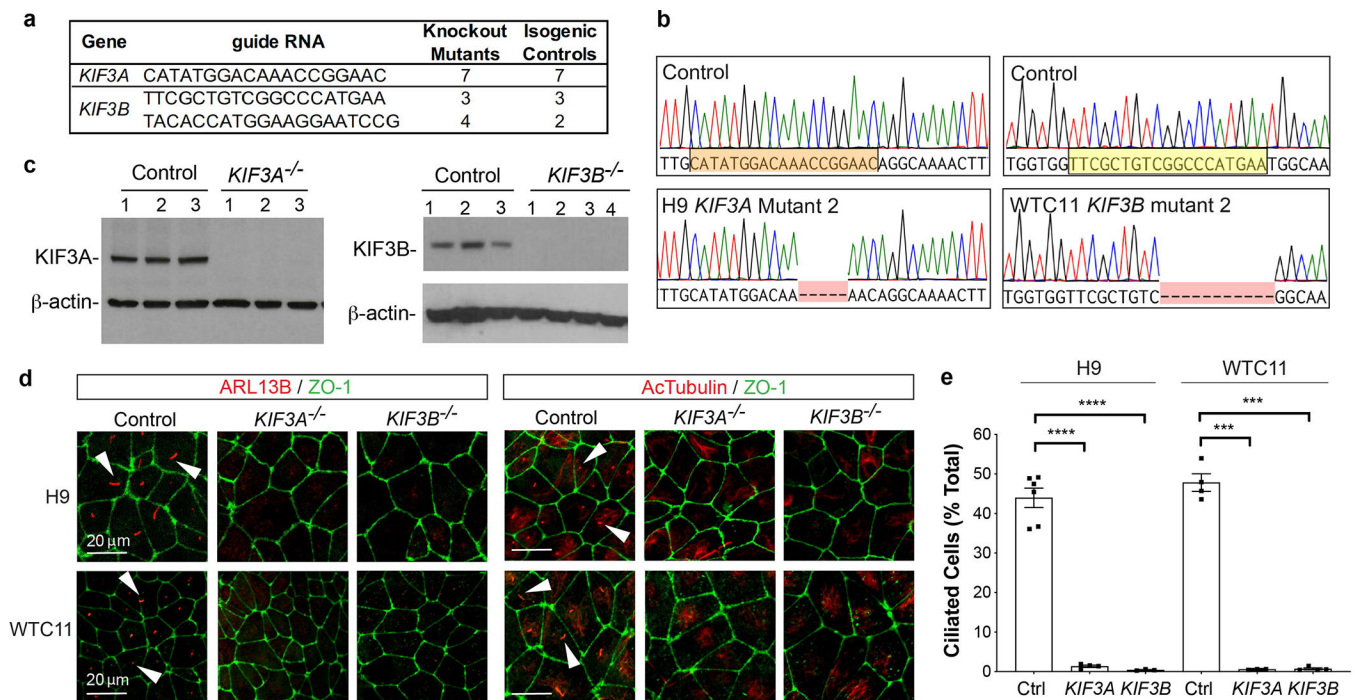 a
Gene guide RNA Knockout Mutants Isogenic Controls
KIF3A CATATGGACAAACCGGAAC 7 7
KIF3B TTCGCTGTCGGCCCATGAA 3 3
TACACCATGGAAGGAATCCG 4 2
b
Control
TTGCATATGGACAAACCGGAACAGGCAAAACTT
Control
TGGTGGTTCGCTGTCGGCCCATGAATGGCAA
H9 KIF3A Mutant 2
TTGCATATGGACAA-----AACAGGCAAAACTT
WTC11 KIF3B mutant 2
TGGTGGTTCGCTGTC-----------GGCAA
c
Control KIF3A-/-
1 2 3 1 2 3
KIF3A-
β-actin-
Control KIF3B-/-
1 2 3 1 2 3 4
KIF3B-
β-actin-
d
ARL13B / ZO-1
AcTubulin / ZO-1
Control KIF3A-/- KIF3B-/- Control KIF3A-/- KIF3B-/-
H9
20 µm
WTC11
20 µm
e
H9 WTC11
****
****
***
***
Ciliated Cells (% Total)
60
50
40
30
20
10
0
Ctrl KIF3A KIF3B Ctrl KIF3A KIF3B